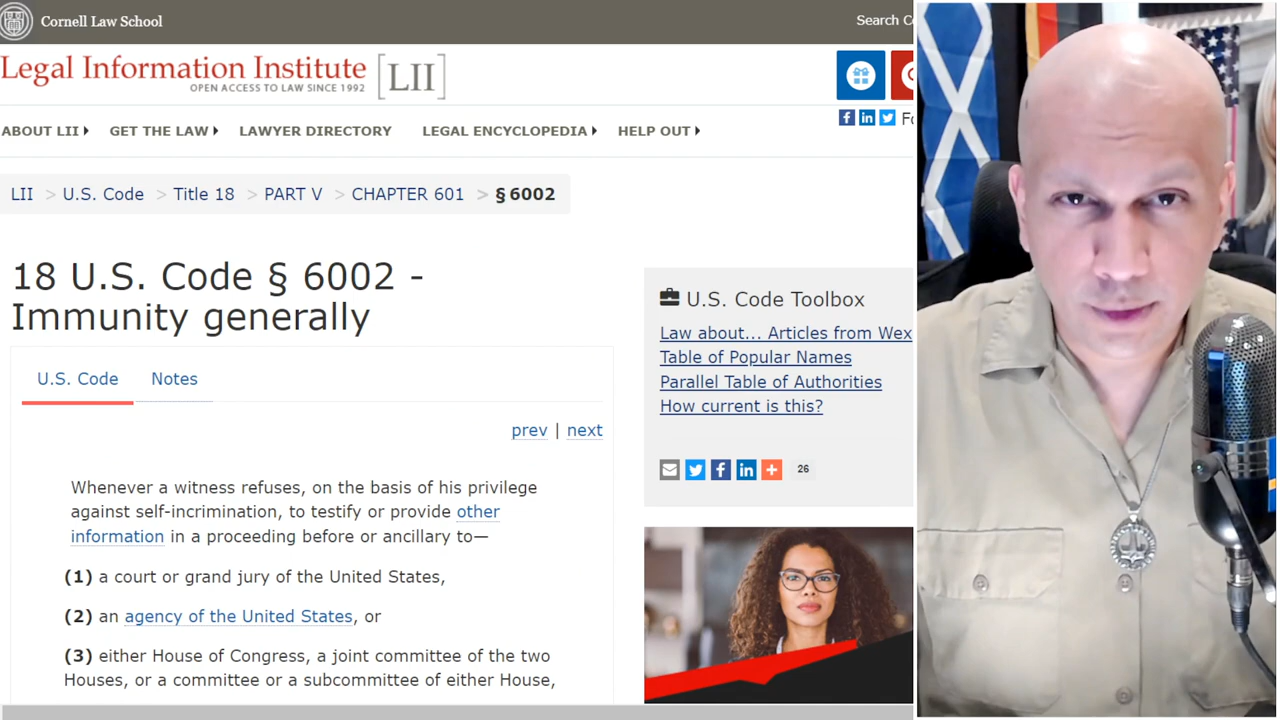 Cornell Law School
Search C
Legal Information Institute [LII]
OPEN ACCESS TO LAW SINCE 1992
ABOUT LII GET THE LAW LAWYER DIRECTORY LEGAL ENCYCLOPEDIA HELP OUT
LII > U.S. Code > Title 18 > PART V > CHAPTER 601 > § 6002
18 U.S. Code § 6002 -
Immunity generally
U.S. Code Notes
prev | next
Whenever a witness refuses, on the basis of his privilege
against self-incrimination, to testify or provide other
information in a proceeding before or ancillary to—
(1) a court or grand jury of the United States,
(2) an agency of the United States, or
(3) either House of Congress, a joint committee of the two
Houses, or a committee or a subcommittee of either House,
U.S. Code Toolbox
Law about... Articles from Wex
Table of Popular Names
Parallel Table of Authorities
How current is this?
26